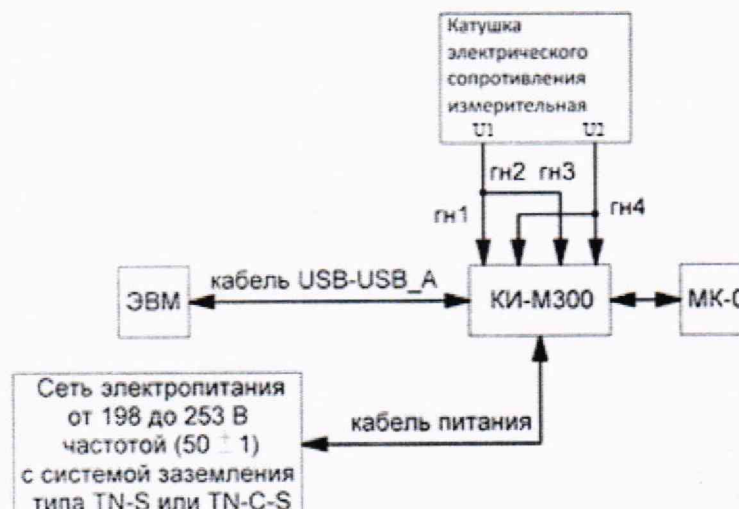 Катушка
электрического
сопротивления
измерительная
U1 U2
гн2 гн3
гн1 гн4
кабель USB-USB_A
ЭВМ
КИ-М300
МК-
Сеть электропитания
от 198 до 253 В
частотой (50 ± 1)
с системой заземления
типа TN-S или TN-C-S
кабель питания